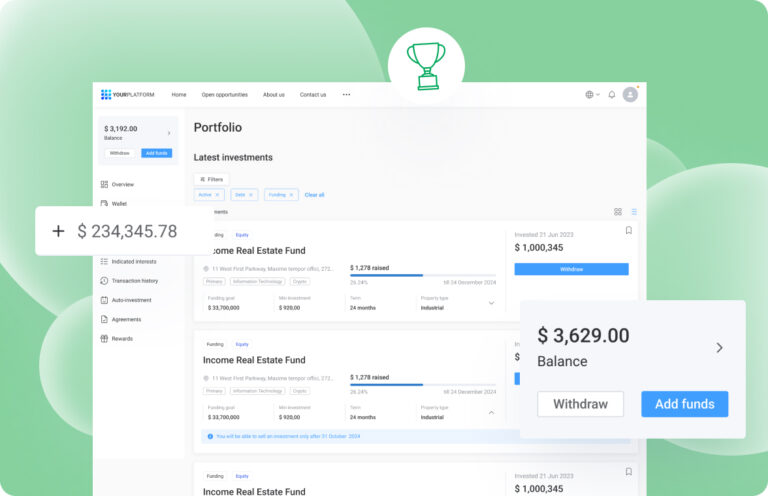 YOURPLATFORM Home Open opportunities About us Contact us ...
$ 3,192.00
Balance
Withdraw Add funds
Overview
Wallet
+ $ 234,345.78
Indicated interests
Transaction history
Auto-investment
Agreements
Rewards
Portfolio
Latest investments
Filters
Active × Debt × Funding × Clear all
Equity
come Real Estate Fund
11 West First Parkway, Maxime tempor offici, 272...
Primary Information Technology Crypto
$ 1,278 raised
26.24% till 24 December 2024
Funding goal Min investment Term Property type
$ 33,700,000 $ 920,00 24 months Industrial
Invested 21 Jun 2023
$ 1,000,345
Withdraw
Funding Equity
Income Real Estate Fund
11 West First Parkway, Maxime tempor offici, 272...
Primary Information Technology Crypto
$ 1,278 raised
26.24% till 24 December 2024
Funding goal Min investment Term Property type
$ 33,700,000 $ 920,00 24 months Industrial
You will be able to sell an investment only after 31 October 2024
$ 3,629.00
Balance
Withdraw Add funds
Funding Equity
Income Real Estate Fund
$ 1,278 raised
Invested 21 Jun 2023
$ 1,000,345